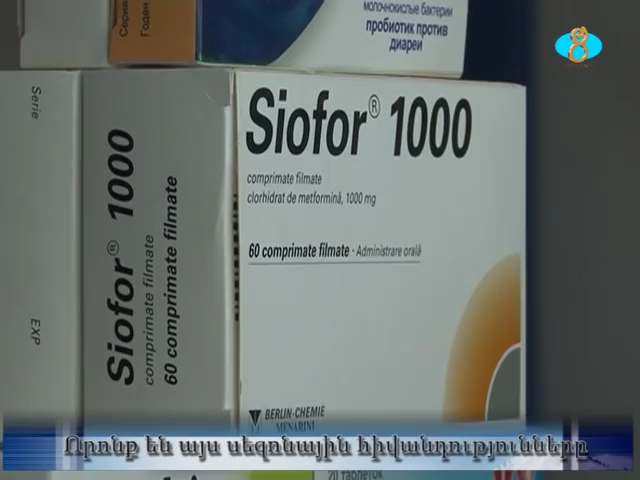 молочнокислые бактерии
пробиотик против
диареи
Годен
8
Serie
EXP
Siofor® 1000
comprimate filmate
60 comprimate filmate
Siofor® 1000
comprimate filmate
clorhidrat de metformină, 1000 mg
60 comprimate filmate · Administrare orală
BERLIN-CHEMIE
MENARINI
Որոնք են այս սեզոնային հիվանդությունները
20 таблеток